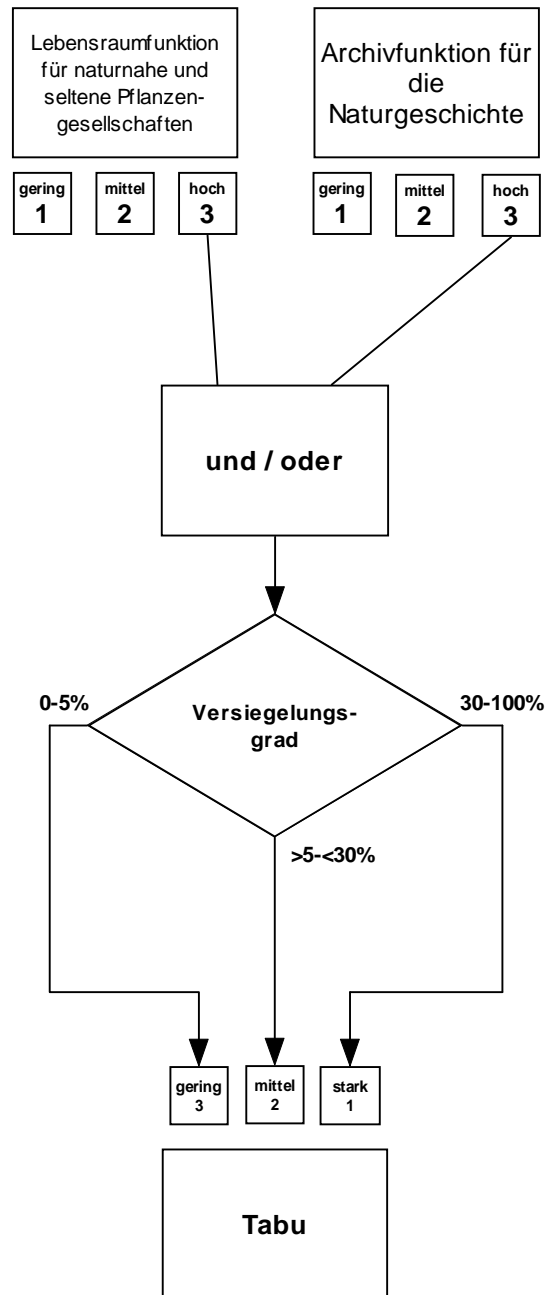 Lebensraumfunktion
für naturnahe und
seltene Pflanzen-
gesellschaften
Archivfunktion für
die
Naturgeschichte
gering
1
mittel
2
hoch
3
gering
1
mittel
2
hoch
3
und / oder
0-5%
Versiegelungs-
grad
30-100%
>5-<30%
gering
3
mittel
2
stark
1
Tabu